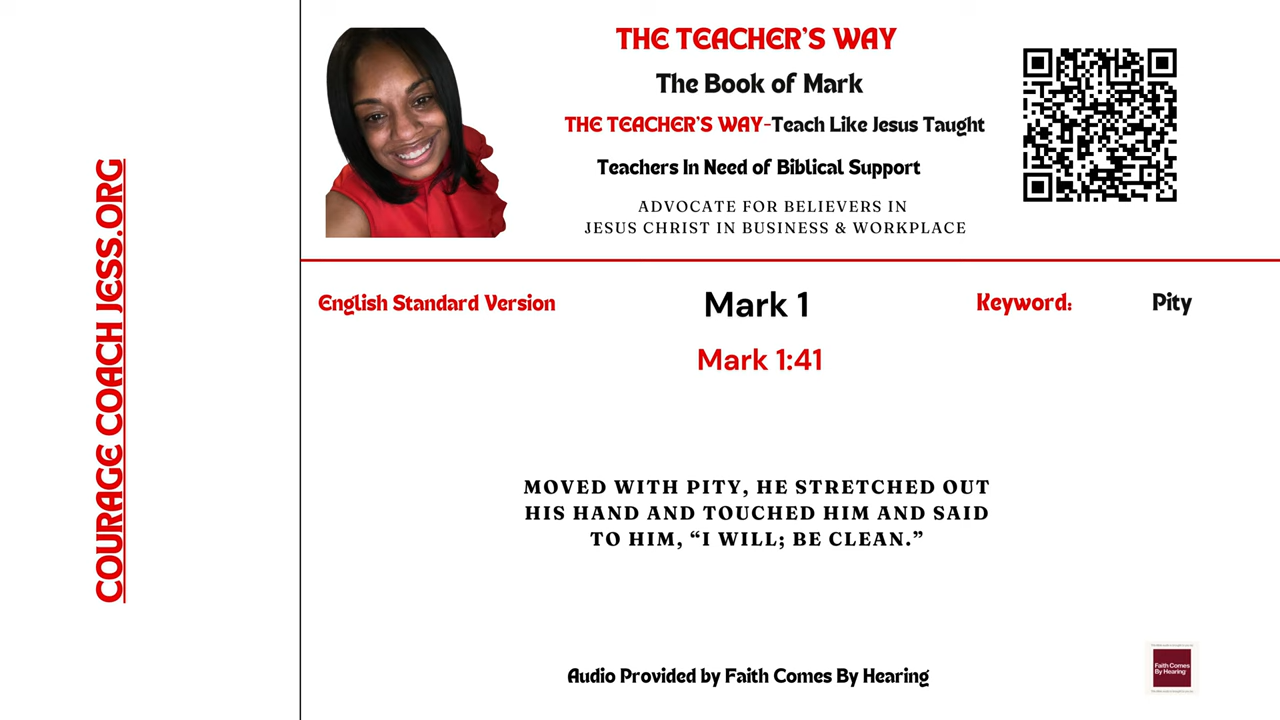 COURAGE COACH JESS.ORG
THE TEACHER'S WAY
The Book of Mark
THE TEACHER'S WAY-Teach Like Jesus Taught
Teachers In Need of Biblical Support
ADVOCATE FOR BELIEVERS IN
JESUS CHRIST IN BUSINESS & WORKPLACE
English Standard Version
Mark 1
Keyword:
Pity
Mark 1:41
MOVED WITH PITY, HE STRETCHED OUT
HIS HAND AND TOUCHED HIM AND SAID
TO HIM, “I WILL; BE CLEAN.”
Audio Provided by Faith Comes By Hearing
Faith Comes
By Hearing